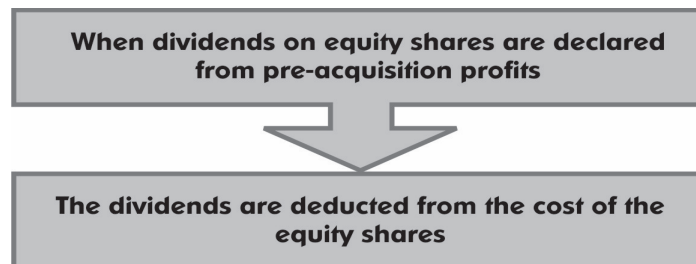 When dividends on equity shares are declared
from pre-acquisition profits
The dividends are deducted from the cost of the
equity shares